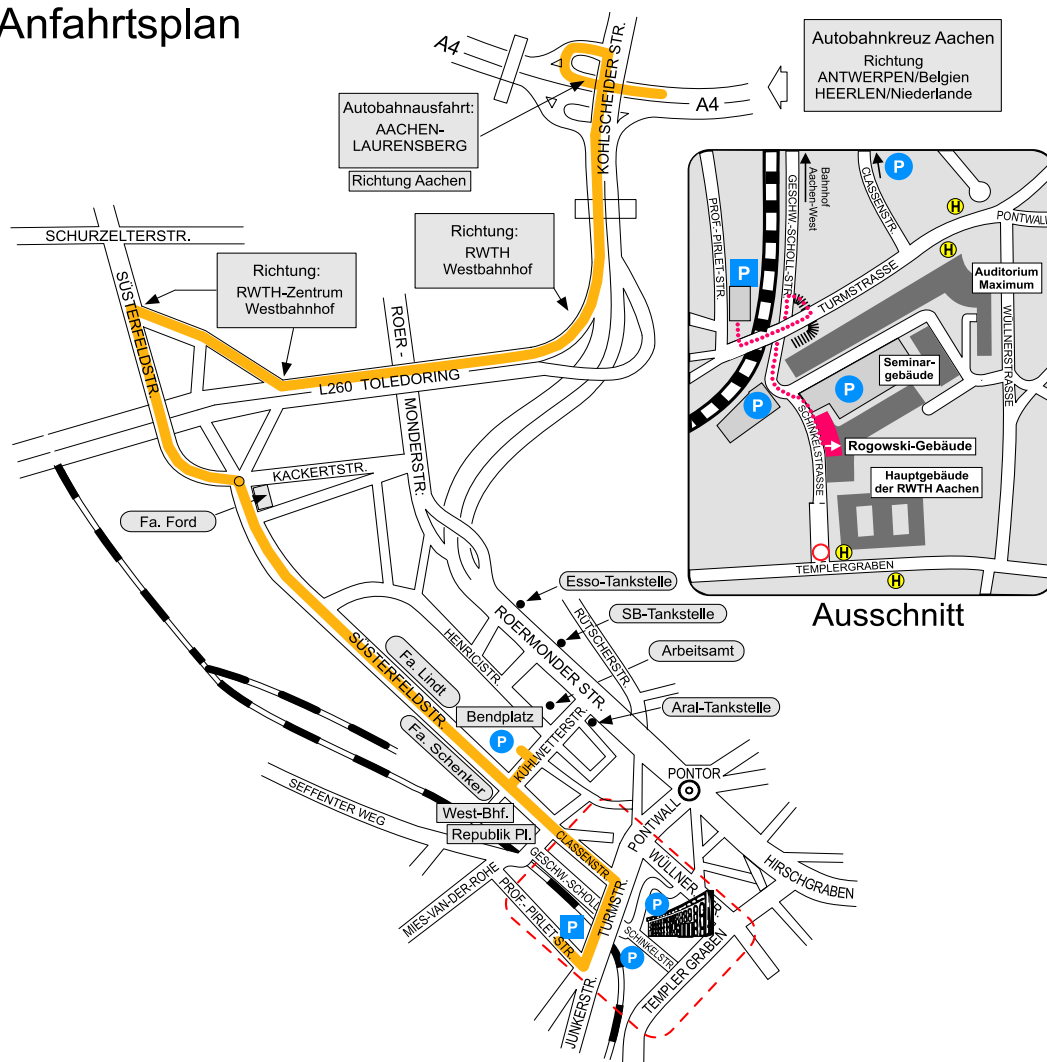 Anfahrtsplan
A4
KOHLSCHEIDER STR.
A4
Autobahnkreuz Aachen
Richtung
ANTWERPEN/Belgien
HEERLEN/Niederlande
Autobahnausfahrt:
AACHEN-
LAURENSBERG
Richtung Aachen
SCHURZELTERSTR.
Richtung:
RWTH
Westbahnhof
Richtung:
RWTH-Zentrum
Westbahnhof
SÜSTERFELDSTR.
ROER -
MONDERSTR:
L260 TOLEDORING
KACKERTSTR.
Fa. Ford
Esso-Tankstelle
SB-Tankstelle
Arbeitsamt
Aral-Tankstelle
ROERMONDER STR.
RÜTSCHERSTR.
HENRICISTR.
Fa. Lindt
SÜSTERFELDSTR.
Bendplatz
P
KÜHLWETTERSTR.
Fa. Schenker
SEFFENTER WEG
West-Bhf.
Republik Pl.
PONTOR
PONTWALL
CLASSENSTR.
WÜLLNER STR.
HIRSCHGRABEN
GESCHW.-SCHOLL
MIES-VAN-DER-ROHE
PROF.- PIRLET-STR.
P
TURMSTR.
P
SCHINKELSTR.
P
TEMPLER GRABEN
JUNKERSTR.
Bahnhof
Aachen-West
P
PROF.- PIRLET-STR.
GESCHW.-SCHOLL-STR.
CLASSENSTR.
H
PONTWALL
H
P
TURMSTRASSE
Auditorium
Maximum
WÜLLNERSTRASSE
Seminar-
gebäude
P
P
SCHINKELSTRASSE
Rogowski-Gebäude
Hauptgebäude
der RWTH Aachen
H
TEMPLERGRABEN
H
Ausschnitt